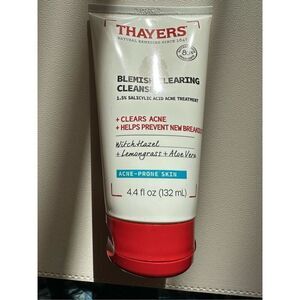 THAYERS
NATURAL REMEDIES SINCE 1847
BLEMISH CLEARING
CLEANSER
1.5% SALICYLIC ACID ACNE TREATMENT
+ CLEARS ACNE
+ HELPS PREVENT NEW BREAKOUTS
Witch Hazel
+ Lemongrass + Aloe Vera
ACNE-PRONE SKIN
4.4 fl oz (132 mL)